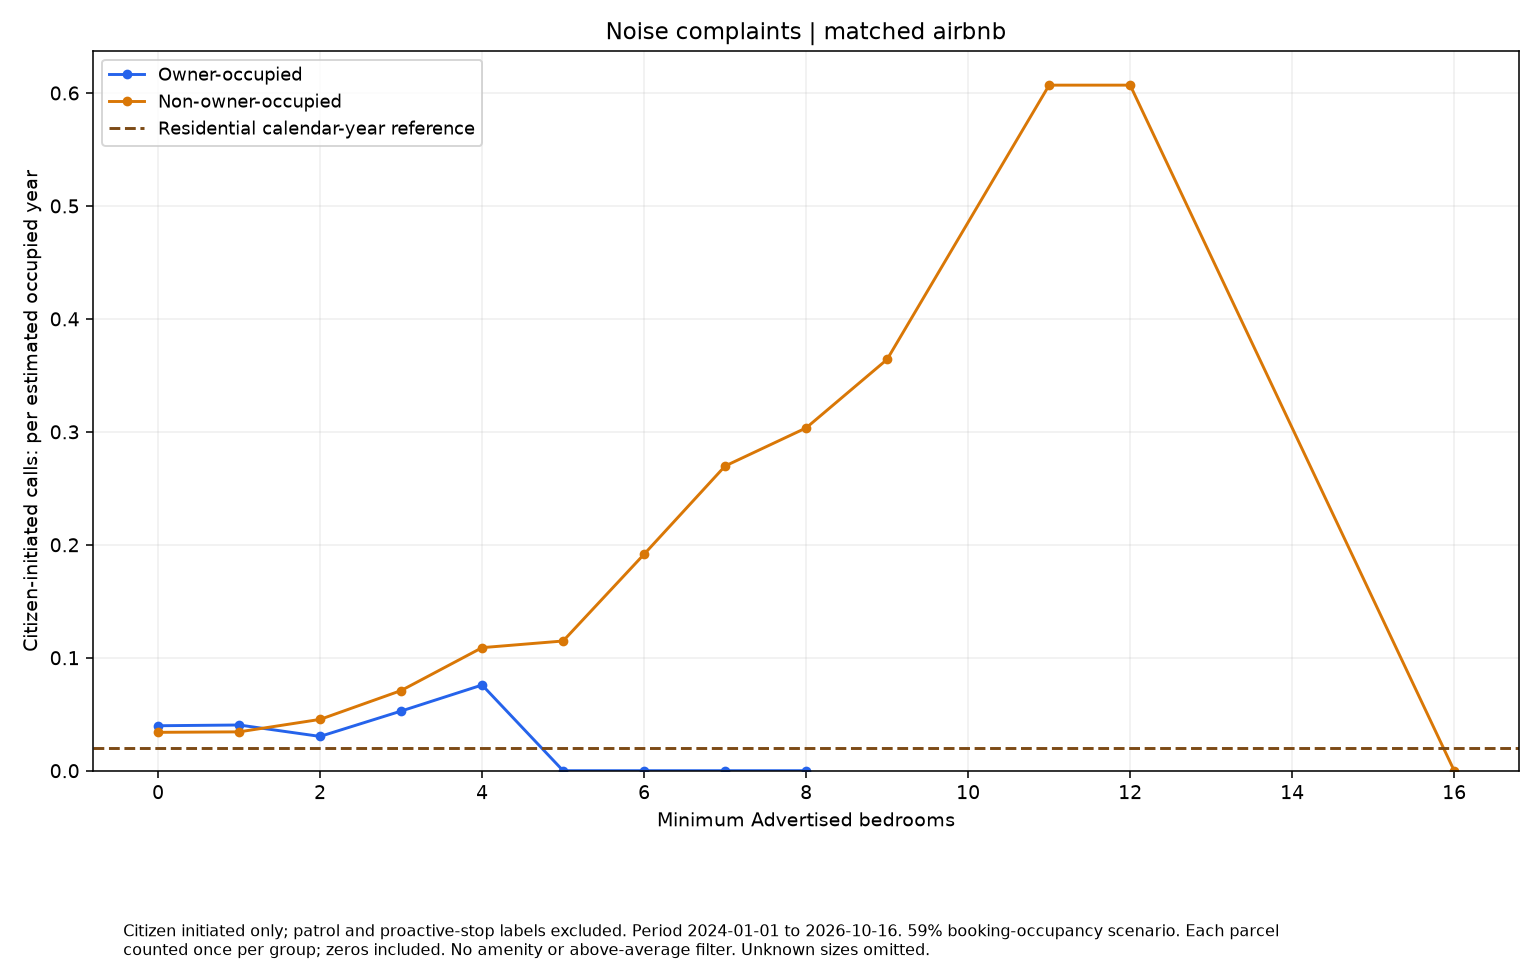 Noise complaints | matched airbnb
Owner-occupied
Non-owner-occupied
Residential calendar-year reference
Citizen-initiated calls: per estimated occupied year
0.6
0.5
0.4
0.3
0.2
0.1
0.0
0 2 4 6 8 10 12 14 16
Minimum Advertised bedrooms
Citizen initiated only; patrol and proactive-stop labels excluded. Period 2024-01-01 to 2026-10-16. 59% booking-occupancy scenario. Each parcel
counted once per group; zeros included. No amenity or above-average filter. Unknown sizes omitted.